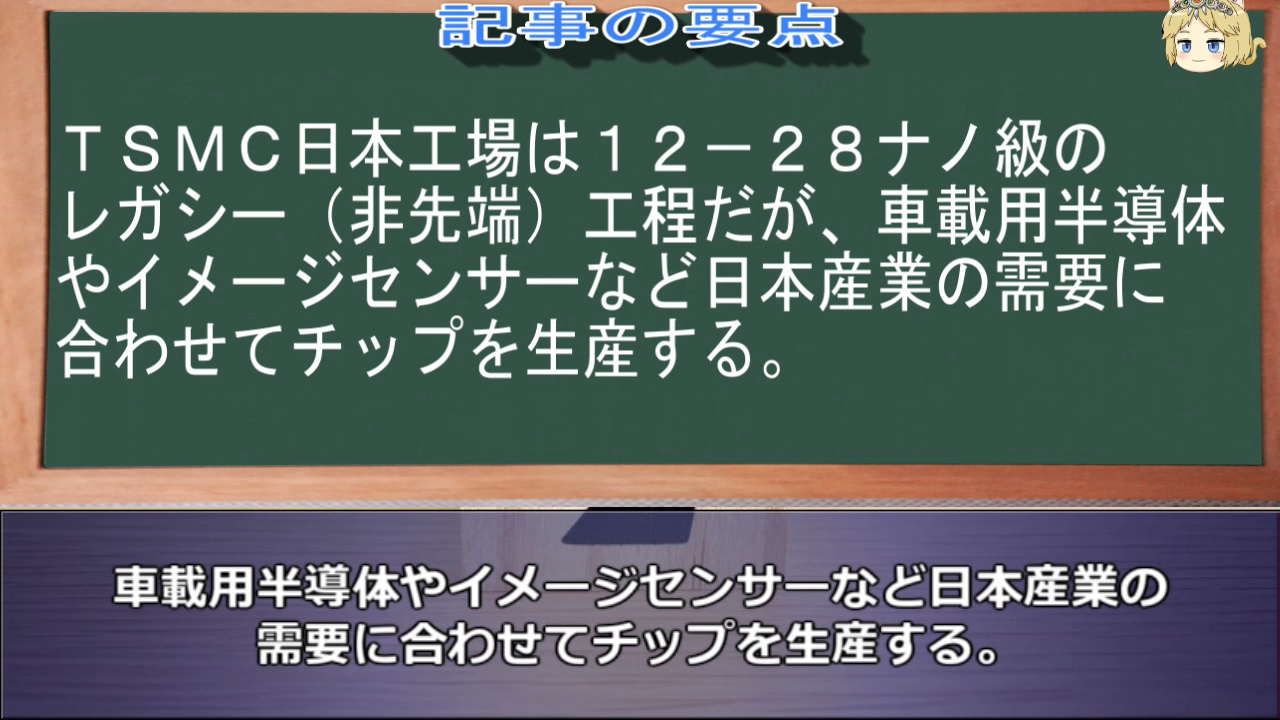 記事の要点
ＴＳＭＣ日本工場は１２－２８ナノ級の
レガシー（非先端）工程だが、車載用半導体
やイメージセンサーなど日本産業の需要に
合わせてチップを生産する。
車載用半導体やイメージセンサーなど日本産業の
需要に合わせてチップを生産する。